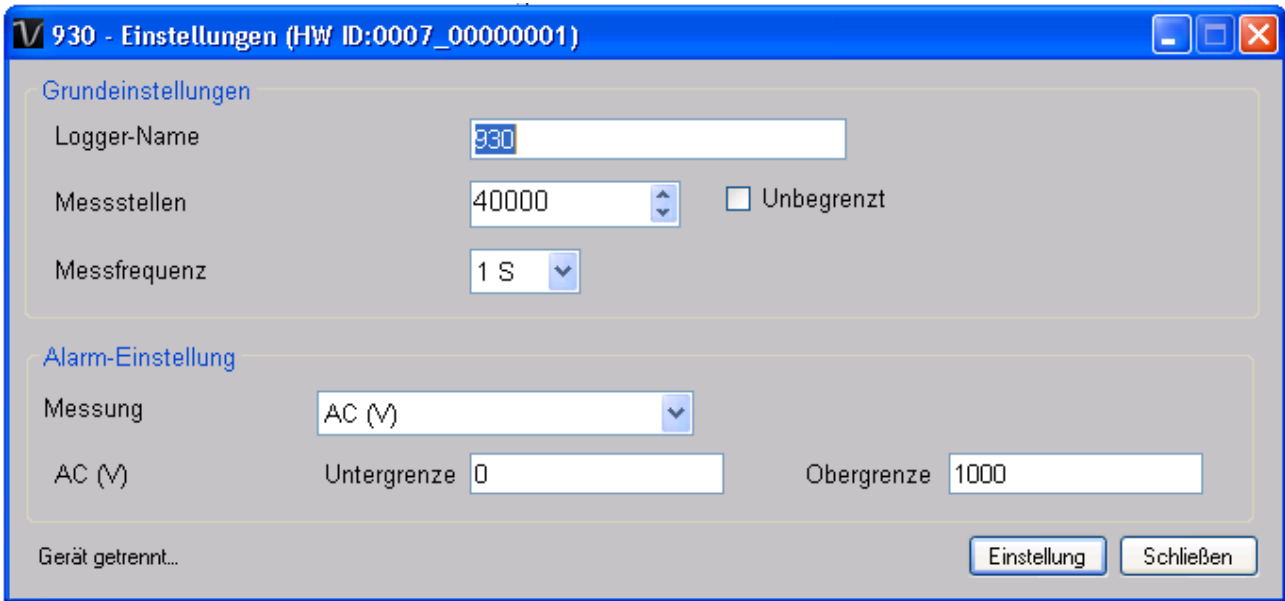 930 - Einstellungen (HW ID:0007_00000001)
Grundeinstellungen
Logger-Name 930
Messstellen 40000 Unbegrenzt
Messfrequenz 1 S
Alarm-Einstellung
Messung AC (V)
AC (V) Untergrenze 0 Obergrenze 1000
Gerät getrennt... Einstellung Schließen